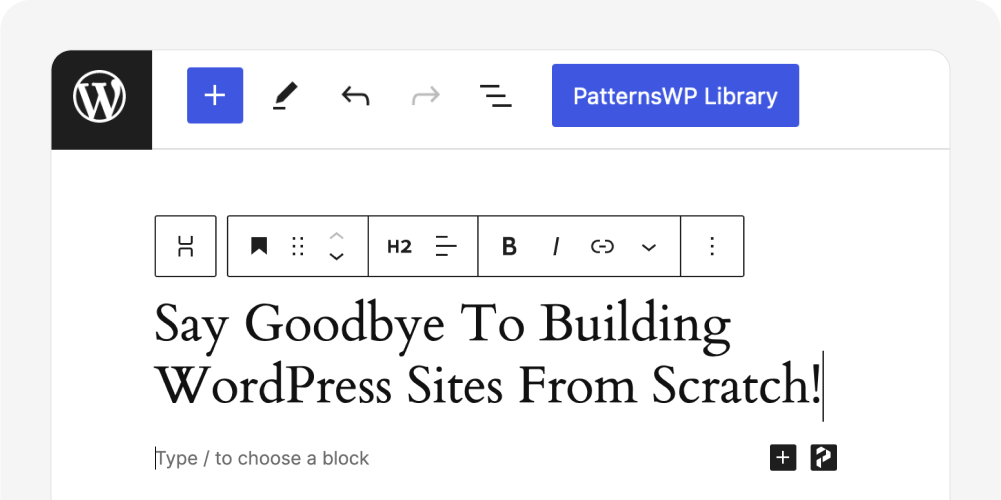 PatternsWP Library
H2
B I
Say Goodbye To Building
WordPress Sites From Scratch!
Type / to choose a block